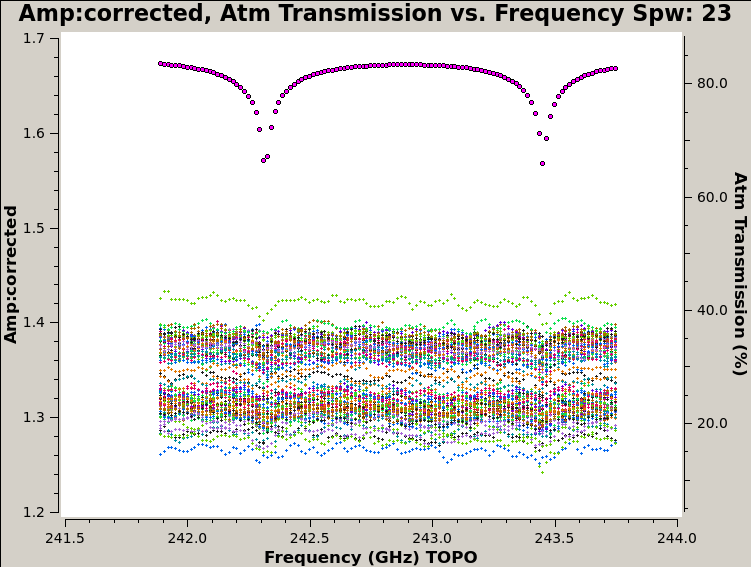 Amp:corrected, Atm Transmission vs. Frequency Spw: 23
1.7
1.6
1.5
1.4
1.3
1.2
Amp:corrected
80.0
60.0
40.0
20.0
Atm Transmission (%)
241.5 242.0 242.5 243.0 243.5 244.0
Frequency (GHz) TOPO